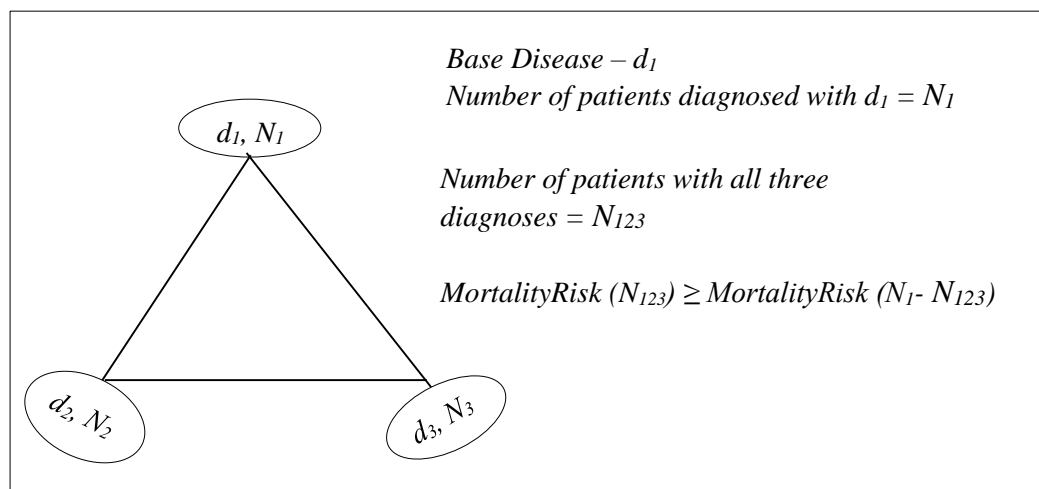 Base Disease – d₁
Number of patients diagnosed with d₁ = N₁
d₁, N₁
Number of patients with all three
diagnoses = N₁₂₃
MortalityRisk (N₁₂₃) ≥ MortalityRisk (N₁- N₁₂₃)
d₂, N₂
d₃, N₃